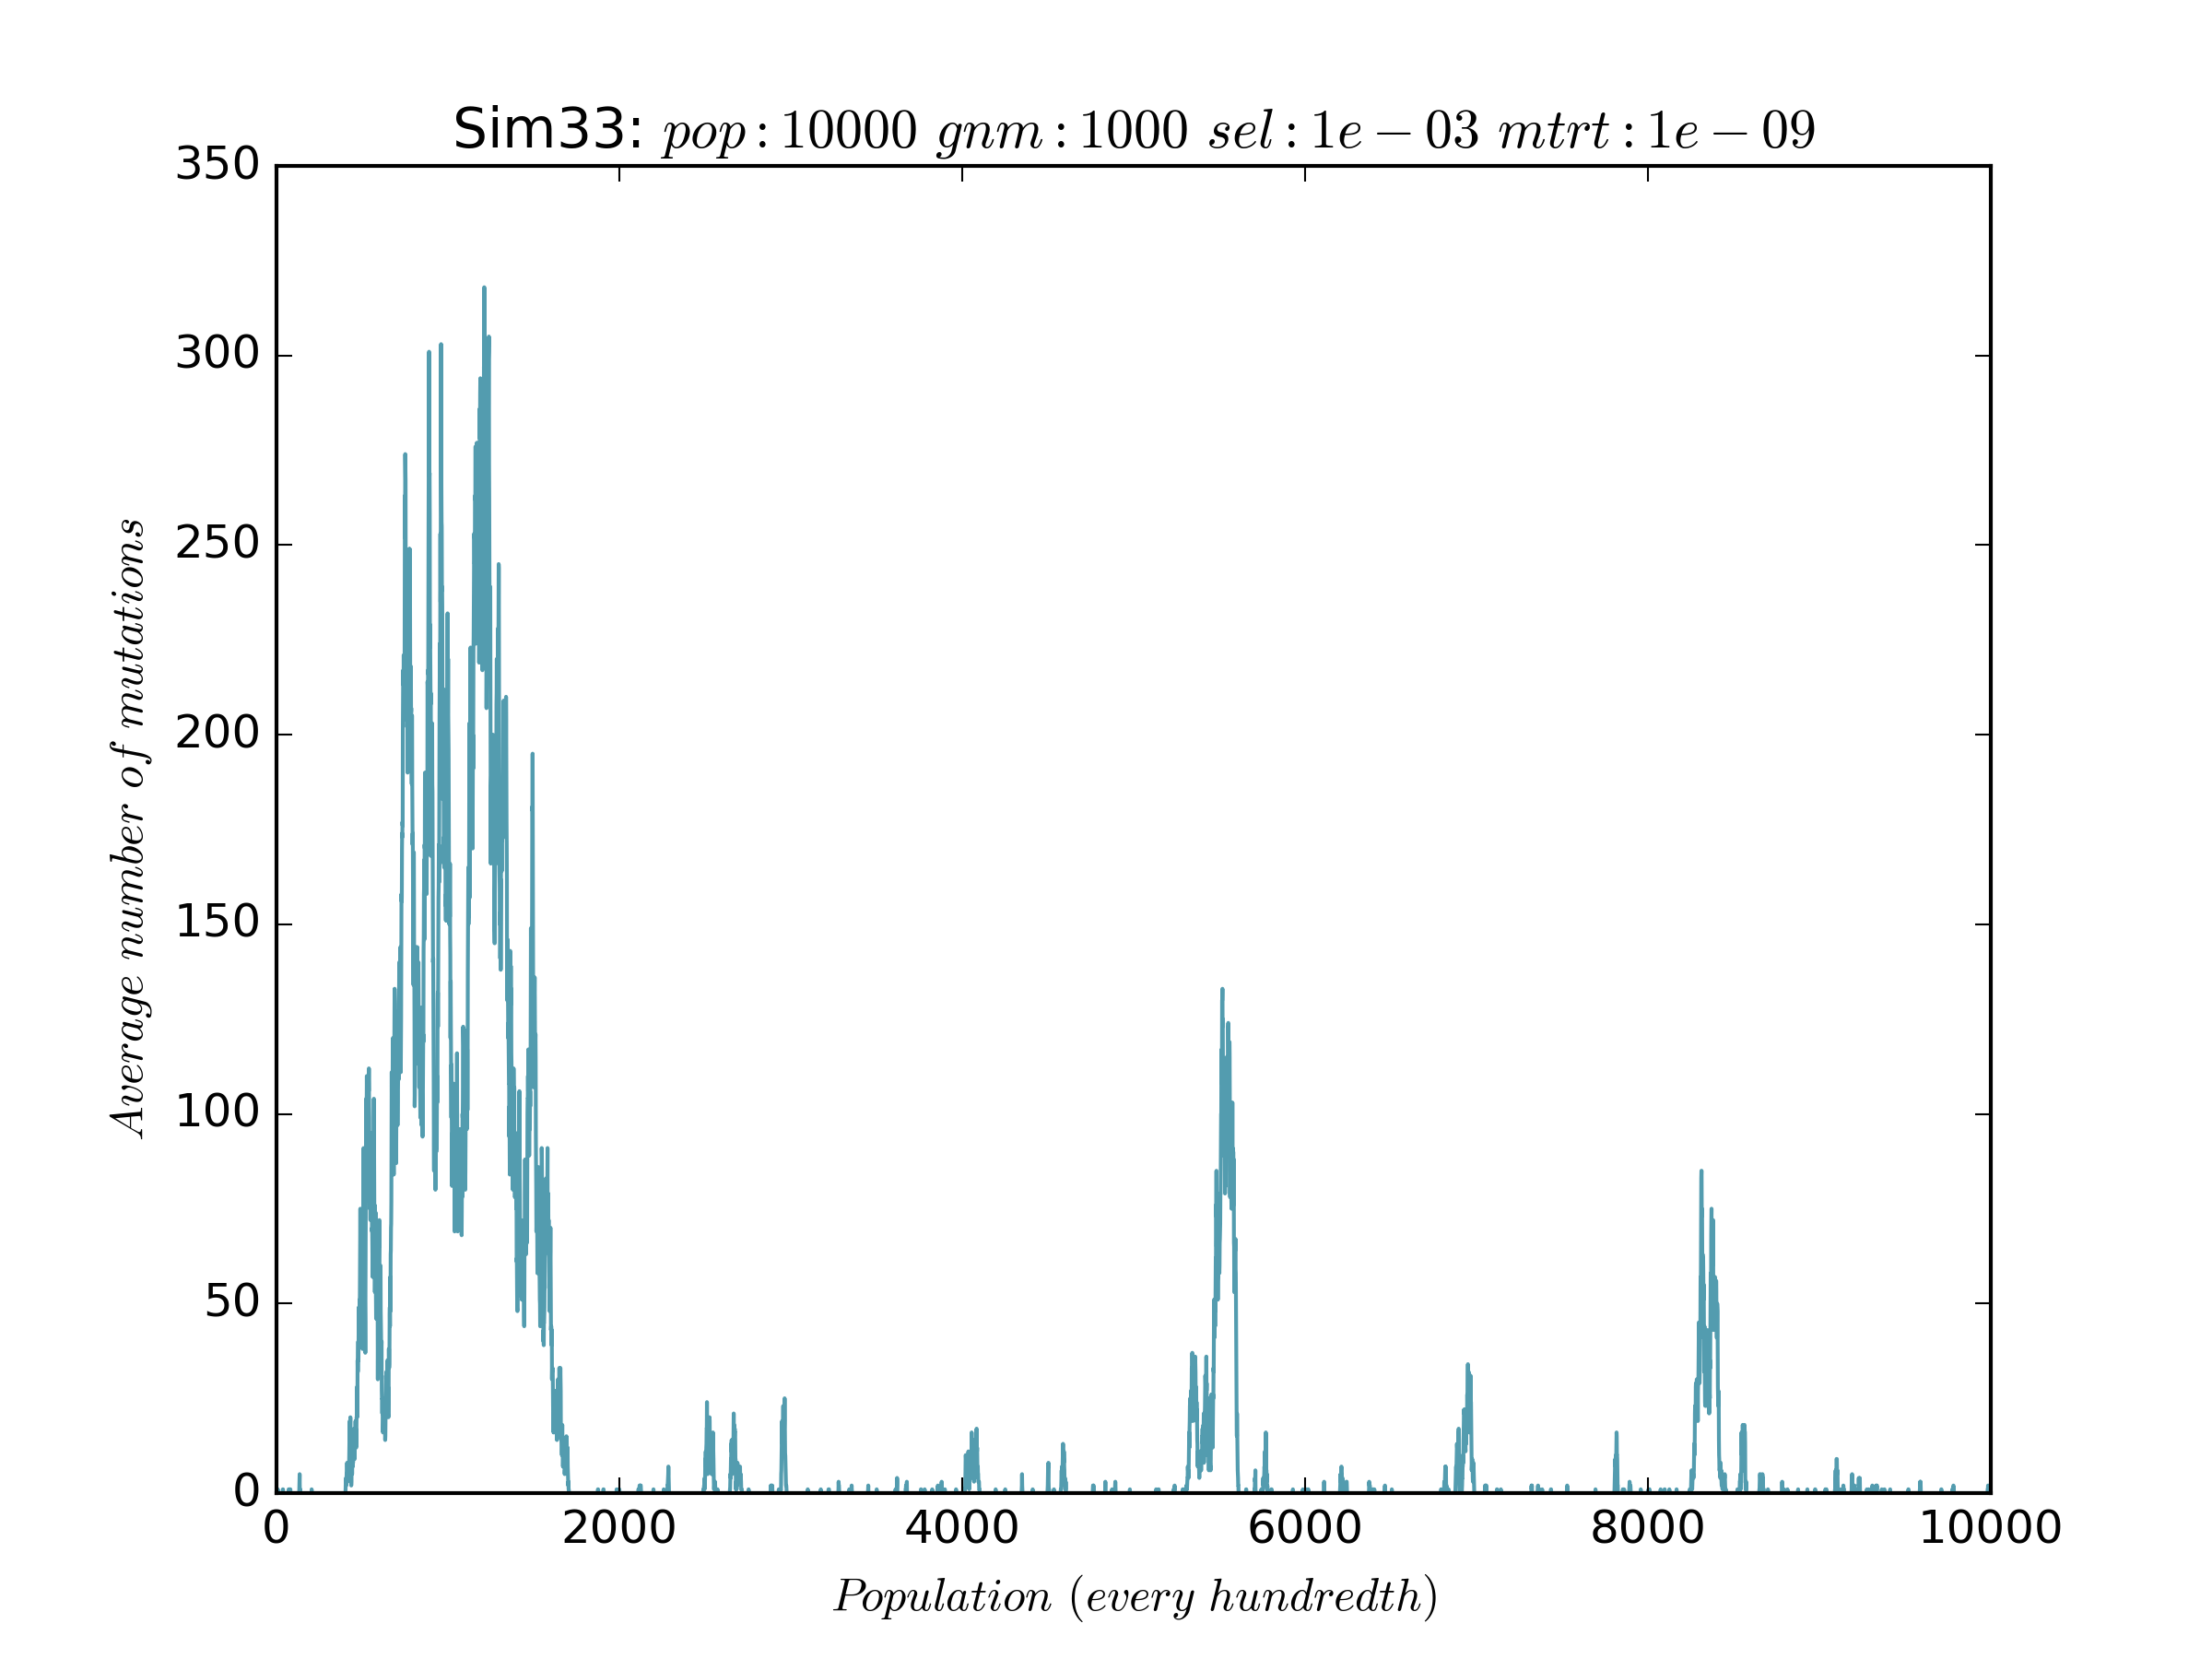 Sim33: pop : 10000 gnm : 1000 sel : 1e − 03 mtrt : 1e − 09
350
300
250
200
150
100
50
0
Average number of mutations
0 2000 4000 6000 8000 10000
Population (every hundredth)